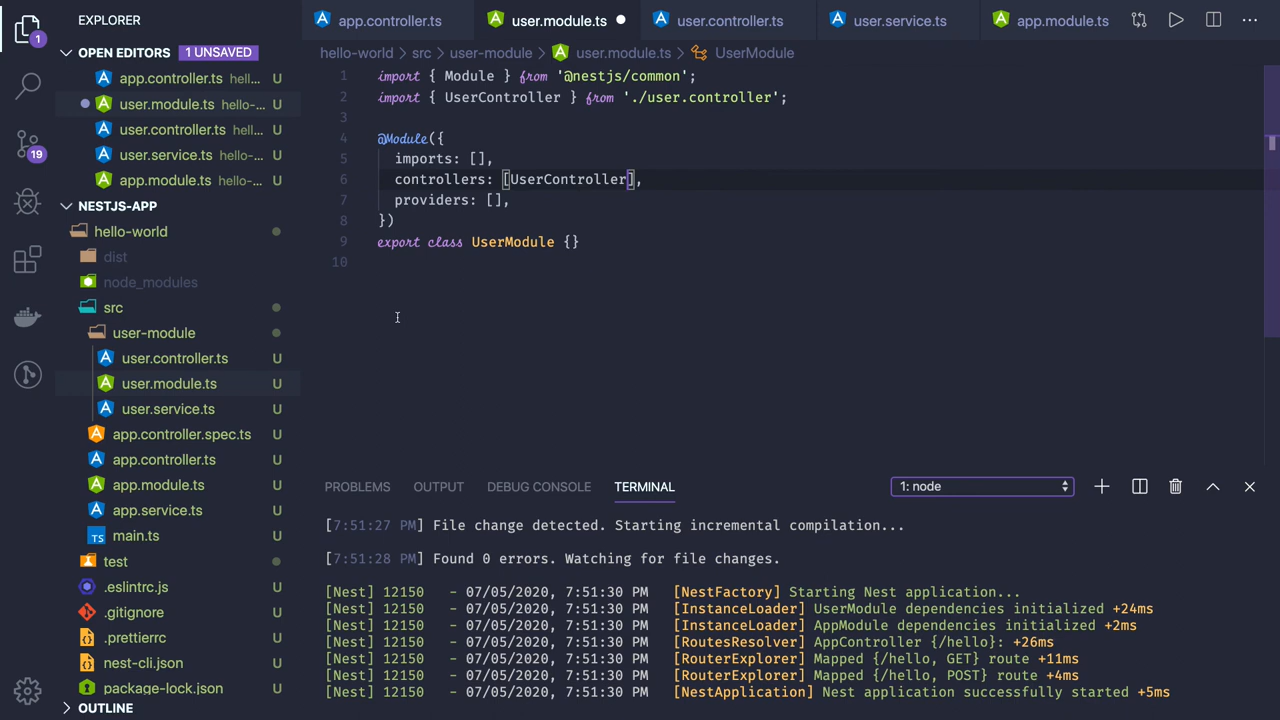 EXPLORER
OPEN EDITORS 1 UNSAVED
app.controller.ts hell... U
user.module.ts hello-... U
user.controller.ts hell... U
user.service.ts hello-... U
app.module.ts hello-... U
NESTJS-APP
hello-world
dist
node_modules
src
user-module
user.controller.ts U
user.module.ts U
user.service.ts U
app.controller.spec.ts U
app.controller.ts U
app.module.ts U
app.service.ts U
TS main.ts U
test
.eslintrc.js U
.gitignore U
.prettierrc U
nest-cli.json U
package-lock.json U
OUTLINE
1
19
app.controller.ts user.module.ts user.controller.ts user.service.ts app.module.ts
hello-world > src > user-module > user.module.ts > UserModule
1 import { Module } from '@nestjs/common';
2 import { UserController } from './user.controller';
3
4 @Module({
5 imports: [],
6 controllers: [UserController],
7 providers: [],
8 })
9 export class UserModule {}
10
PROBLEMS OUTPUT DEBUG CONSOLE TERMINAL 1: node
[7:51:27 PM] File change detected. Starting incremental compilation...
[7:51:28 PM] Found 0 errors. Watching for file changes.
[Nest] 12150 - 07/05/2020, 7:51:30 PM [NestFactory] Starting Nest application...
[Nest] 12150 - 07/05/2020, 7:51:30 PM [InstanceLoader] UserModule dependencies initialized +24ms
[Nest] 12150 - 07/05/2020, 7:51:30 PM [InstanceLoader] AppModule dependencies initialized +2ms
[Nest] 12150 - 07/05/2020, 7:51:30 PM [RoutesResolver] AppController {/hello}: +26ms
[Nest] 12150 - 07/05/2020, 7:51:30 PM [RouterExplorer] Mapped {/hello, GET} route +11ms
[Nest] 12150 - 07/05/2020, 7:51:30 PM [RouterExplorer] Mapped {/hello, POST} route +4ms
[Nest] 12150 - 07/05/2020, 7:51:30 PM [NestApplication] Nest application successfully started +5ms